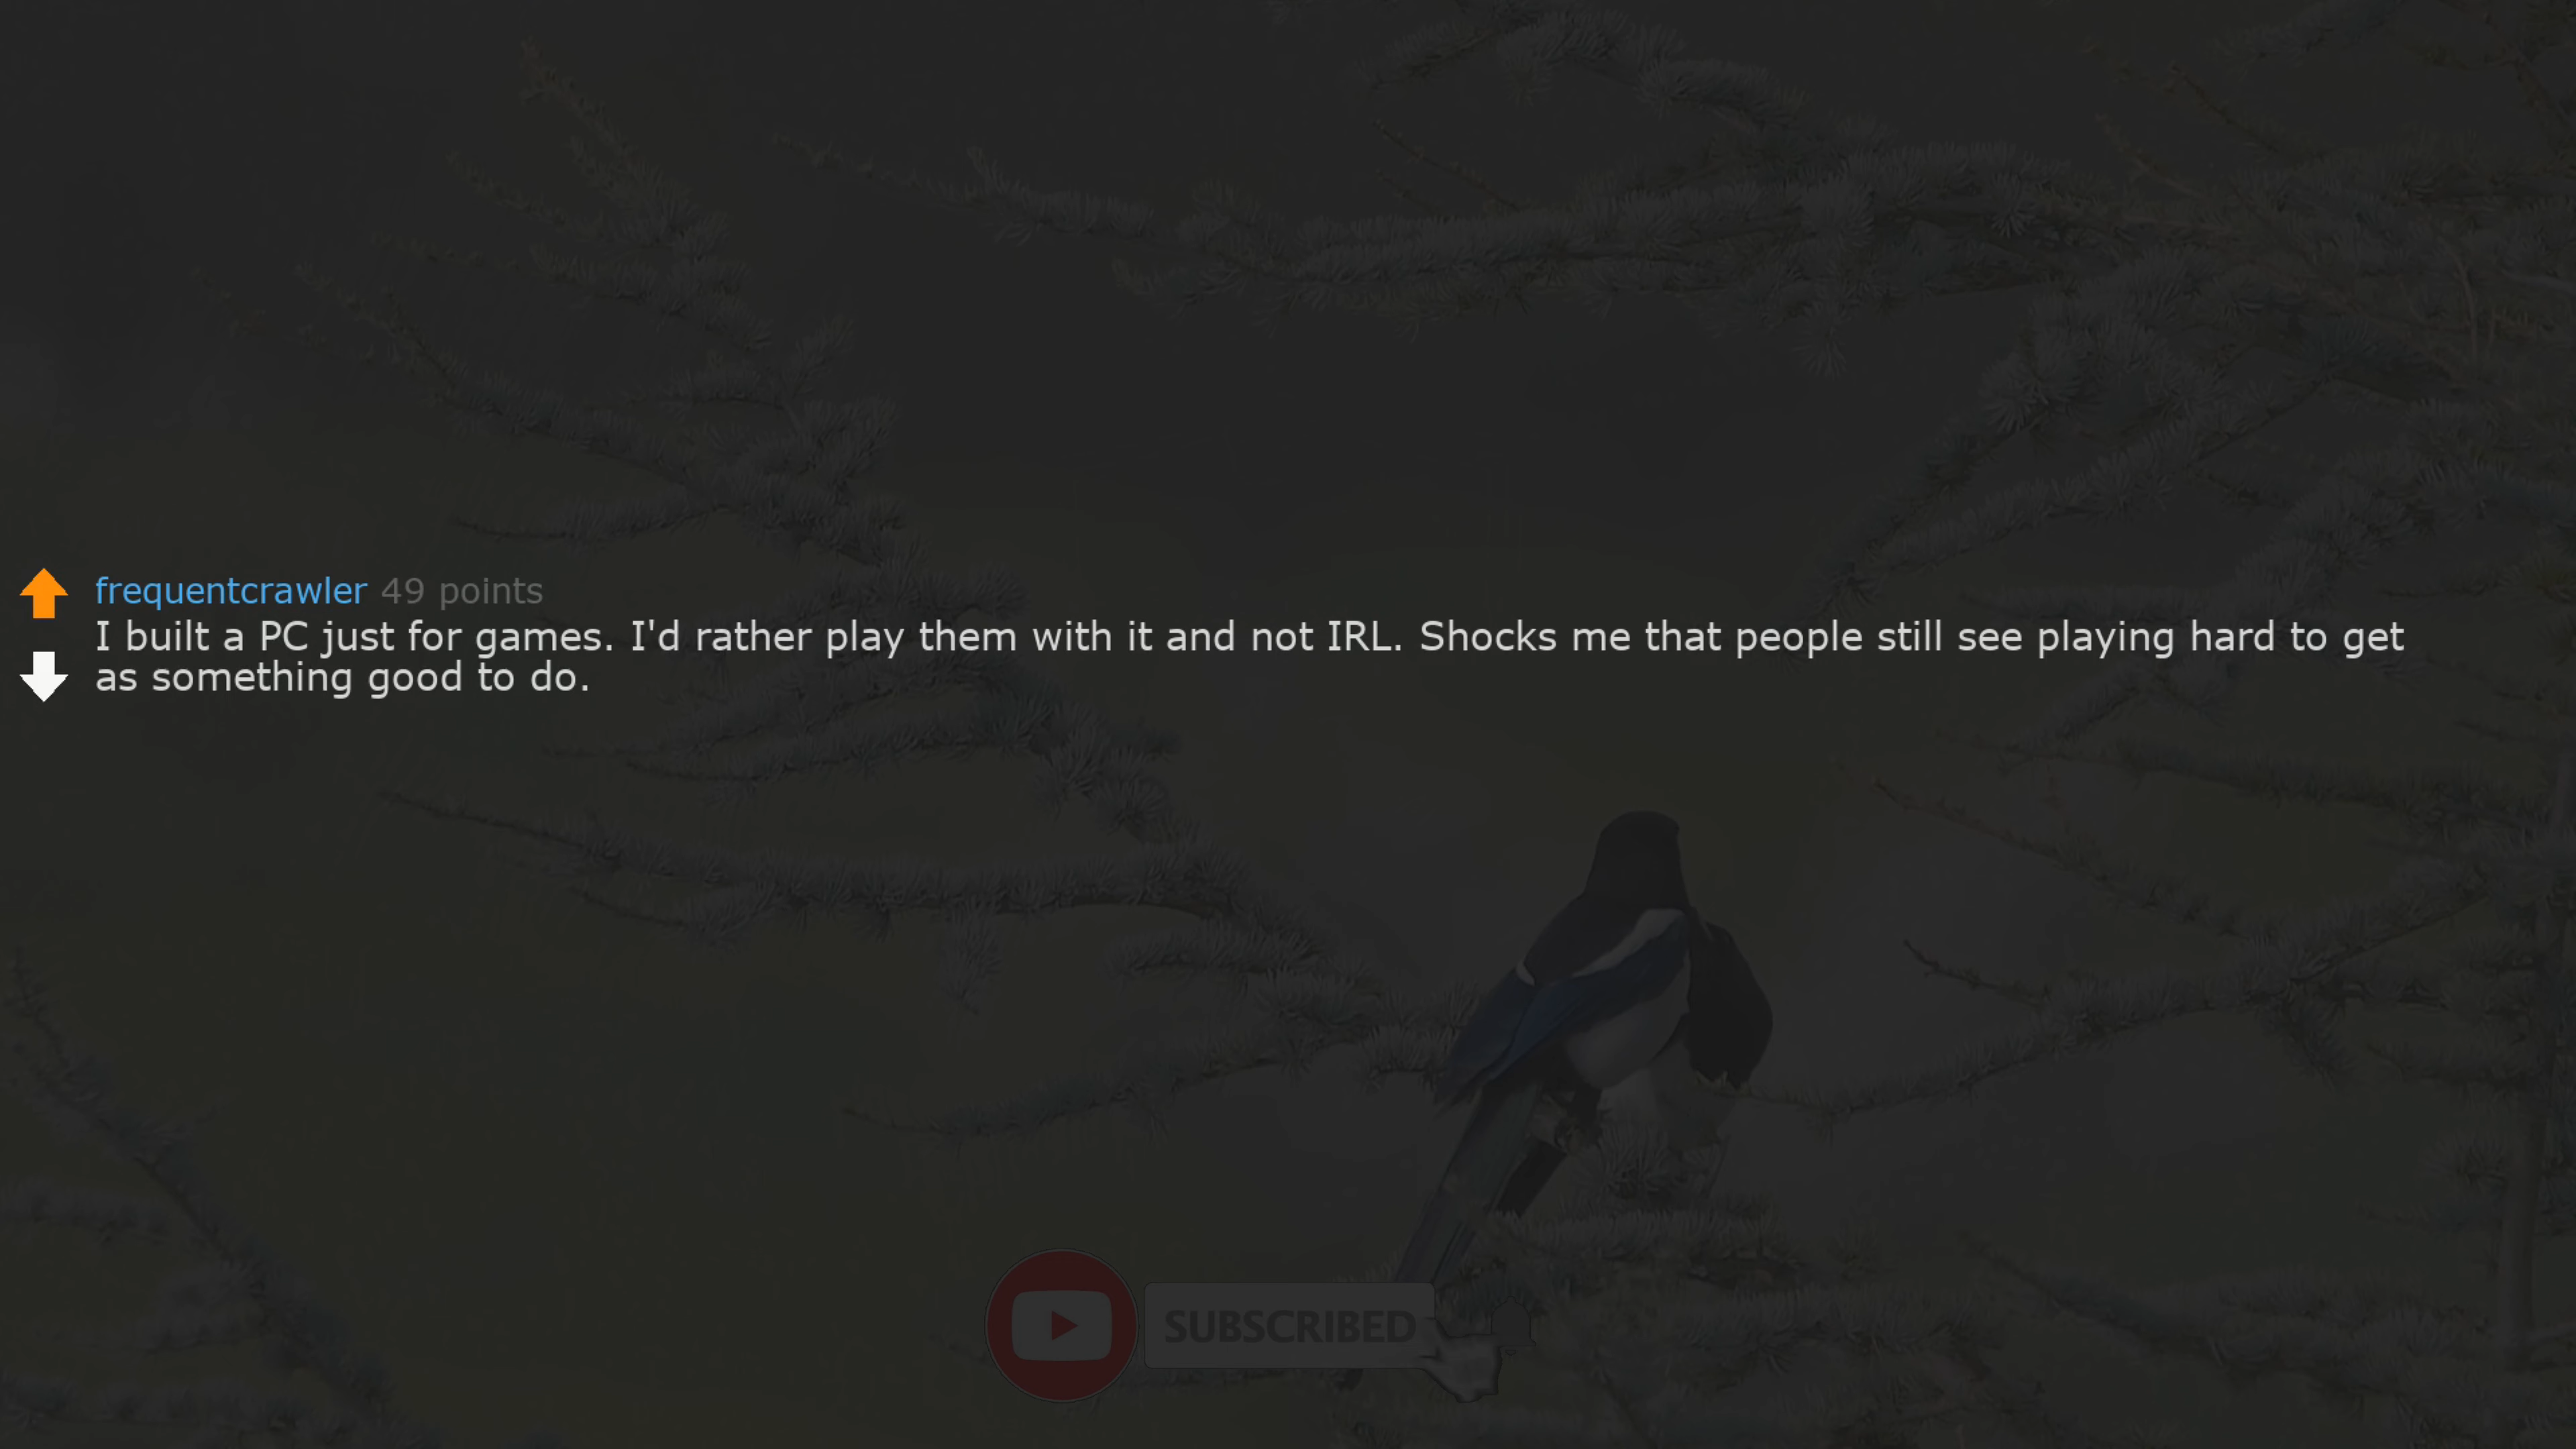 frequentcrawler 49 points
I built a PC just for games. I'd rather play them with it and not IRL. Shocks me that people still see playing hard to get
as something good to do.
SUBSCRIBED